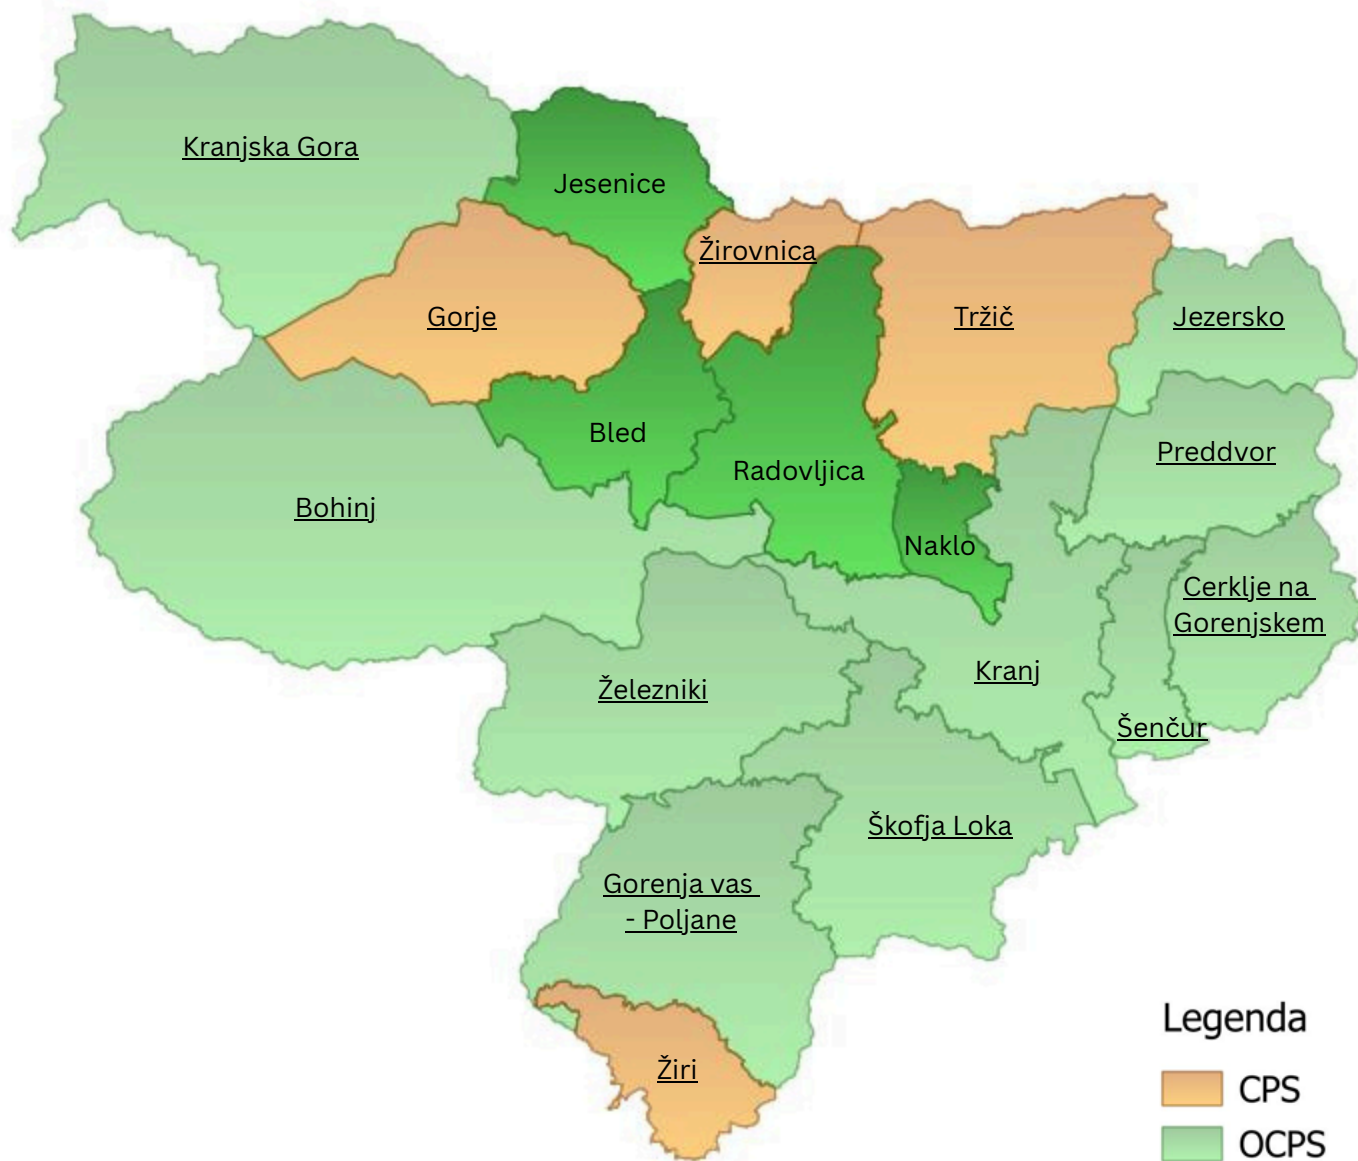 Kranjska Gora
Jesenice
Žirovnica
Gorje
Tržič
Jezersko
Bled
Radovljica
Preddvor
Bohinj
Naklo
Cerklje na
Gorenjskem
Kranj
Železniki
Šenčur
Škofja Loka
Gorenja vas
- Poljane
Žiri
Legenda
CPS
OCPS